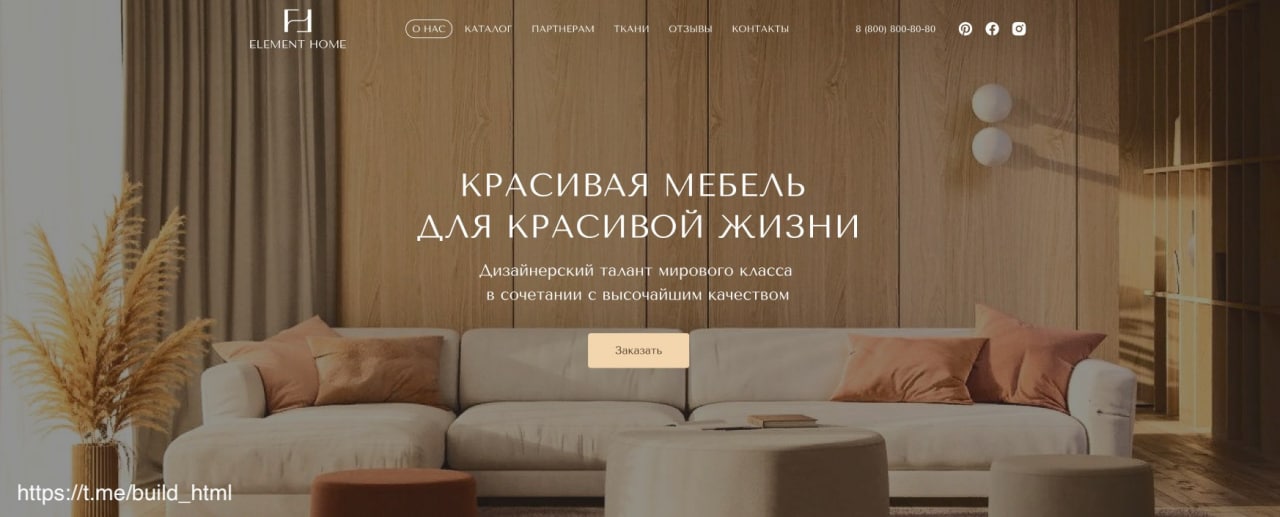 ELEMENT HOME
О НАС
КАТАЛОГ
ПАРТНЕРАМ
ТКАНИ
ОТЗЫВЫ
КОНТАКТЫ
8 (800) 800-80-80
КРАСИВАЯ МЕБЕЛЬ
ДЛЯ КРАСИВОЙ ЖИЗНИ
Дизайнерский талант мирового класса
в сочетании с высочайшим качеством
Заказать
https://t.me/build_html